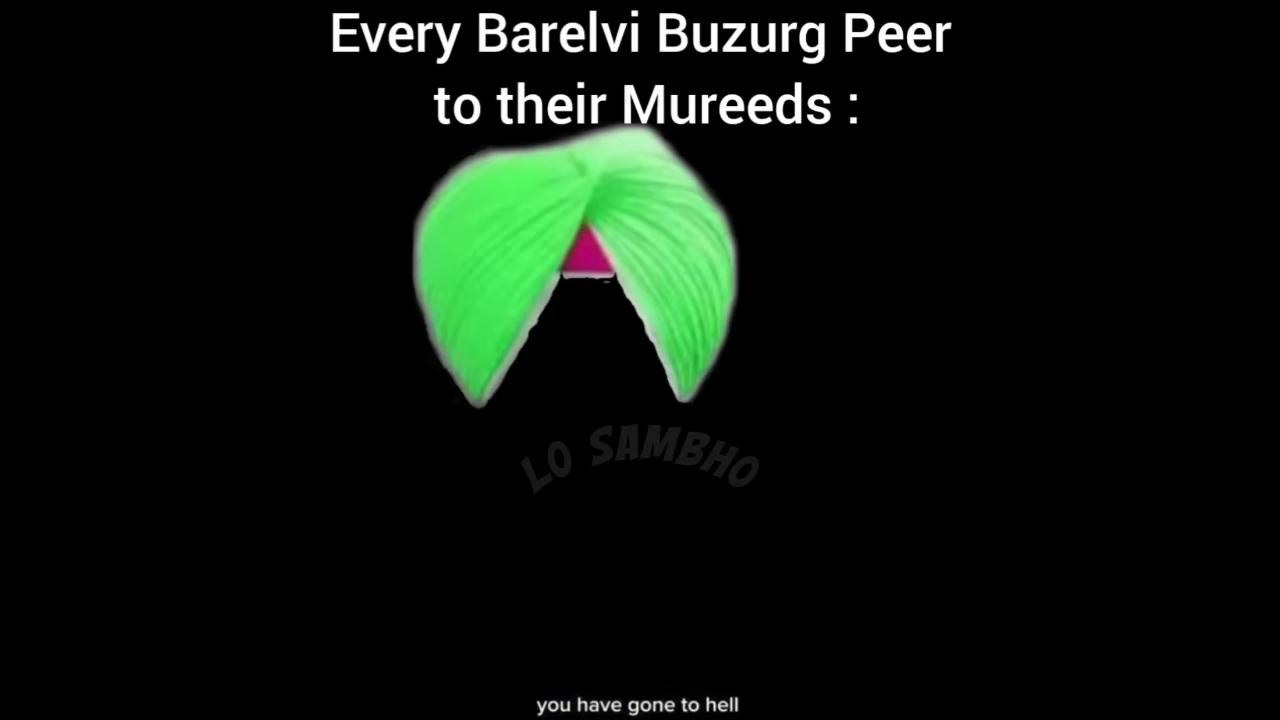 Every Barelvi Buzurg Peer
to their Mureeds :
LO SAMBHO
you have gone to hell